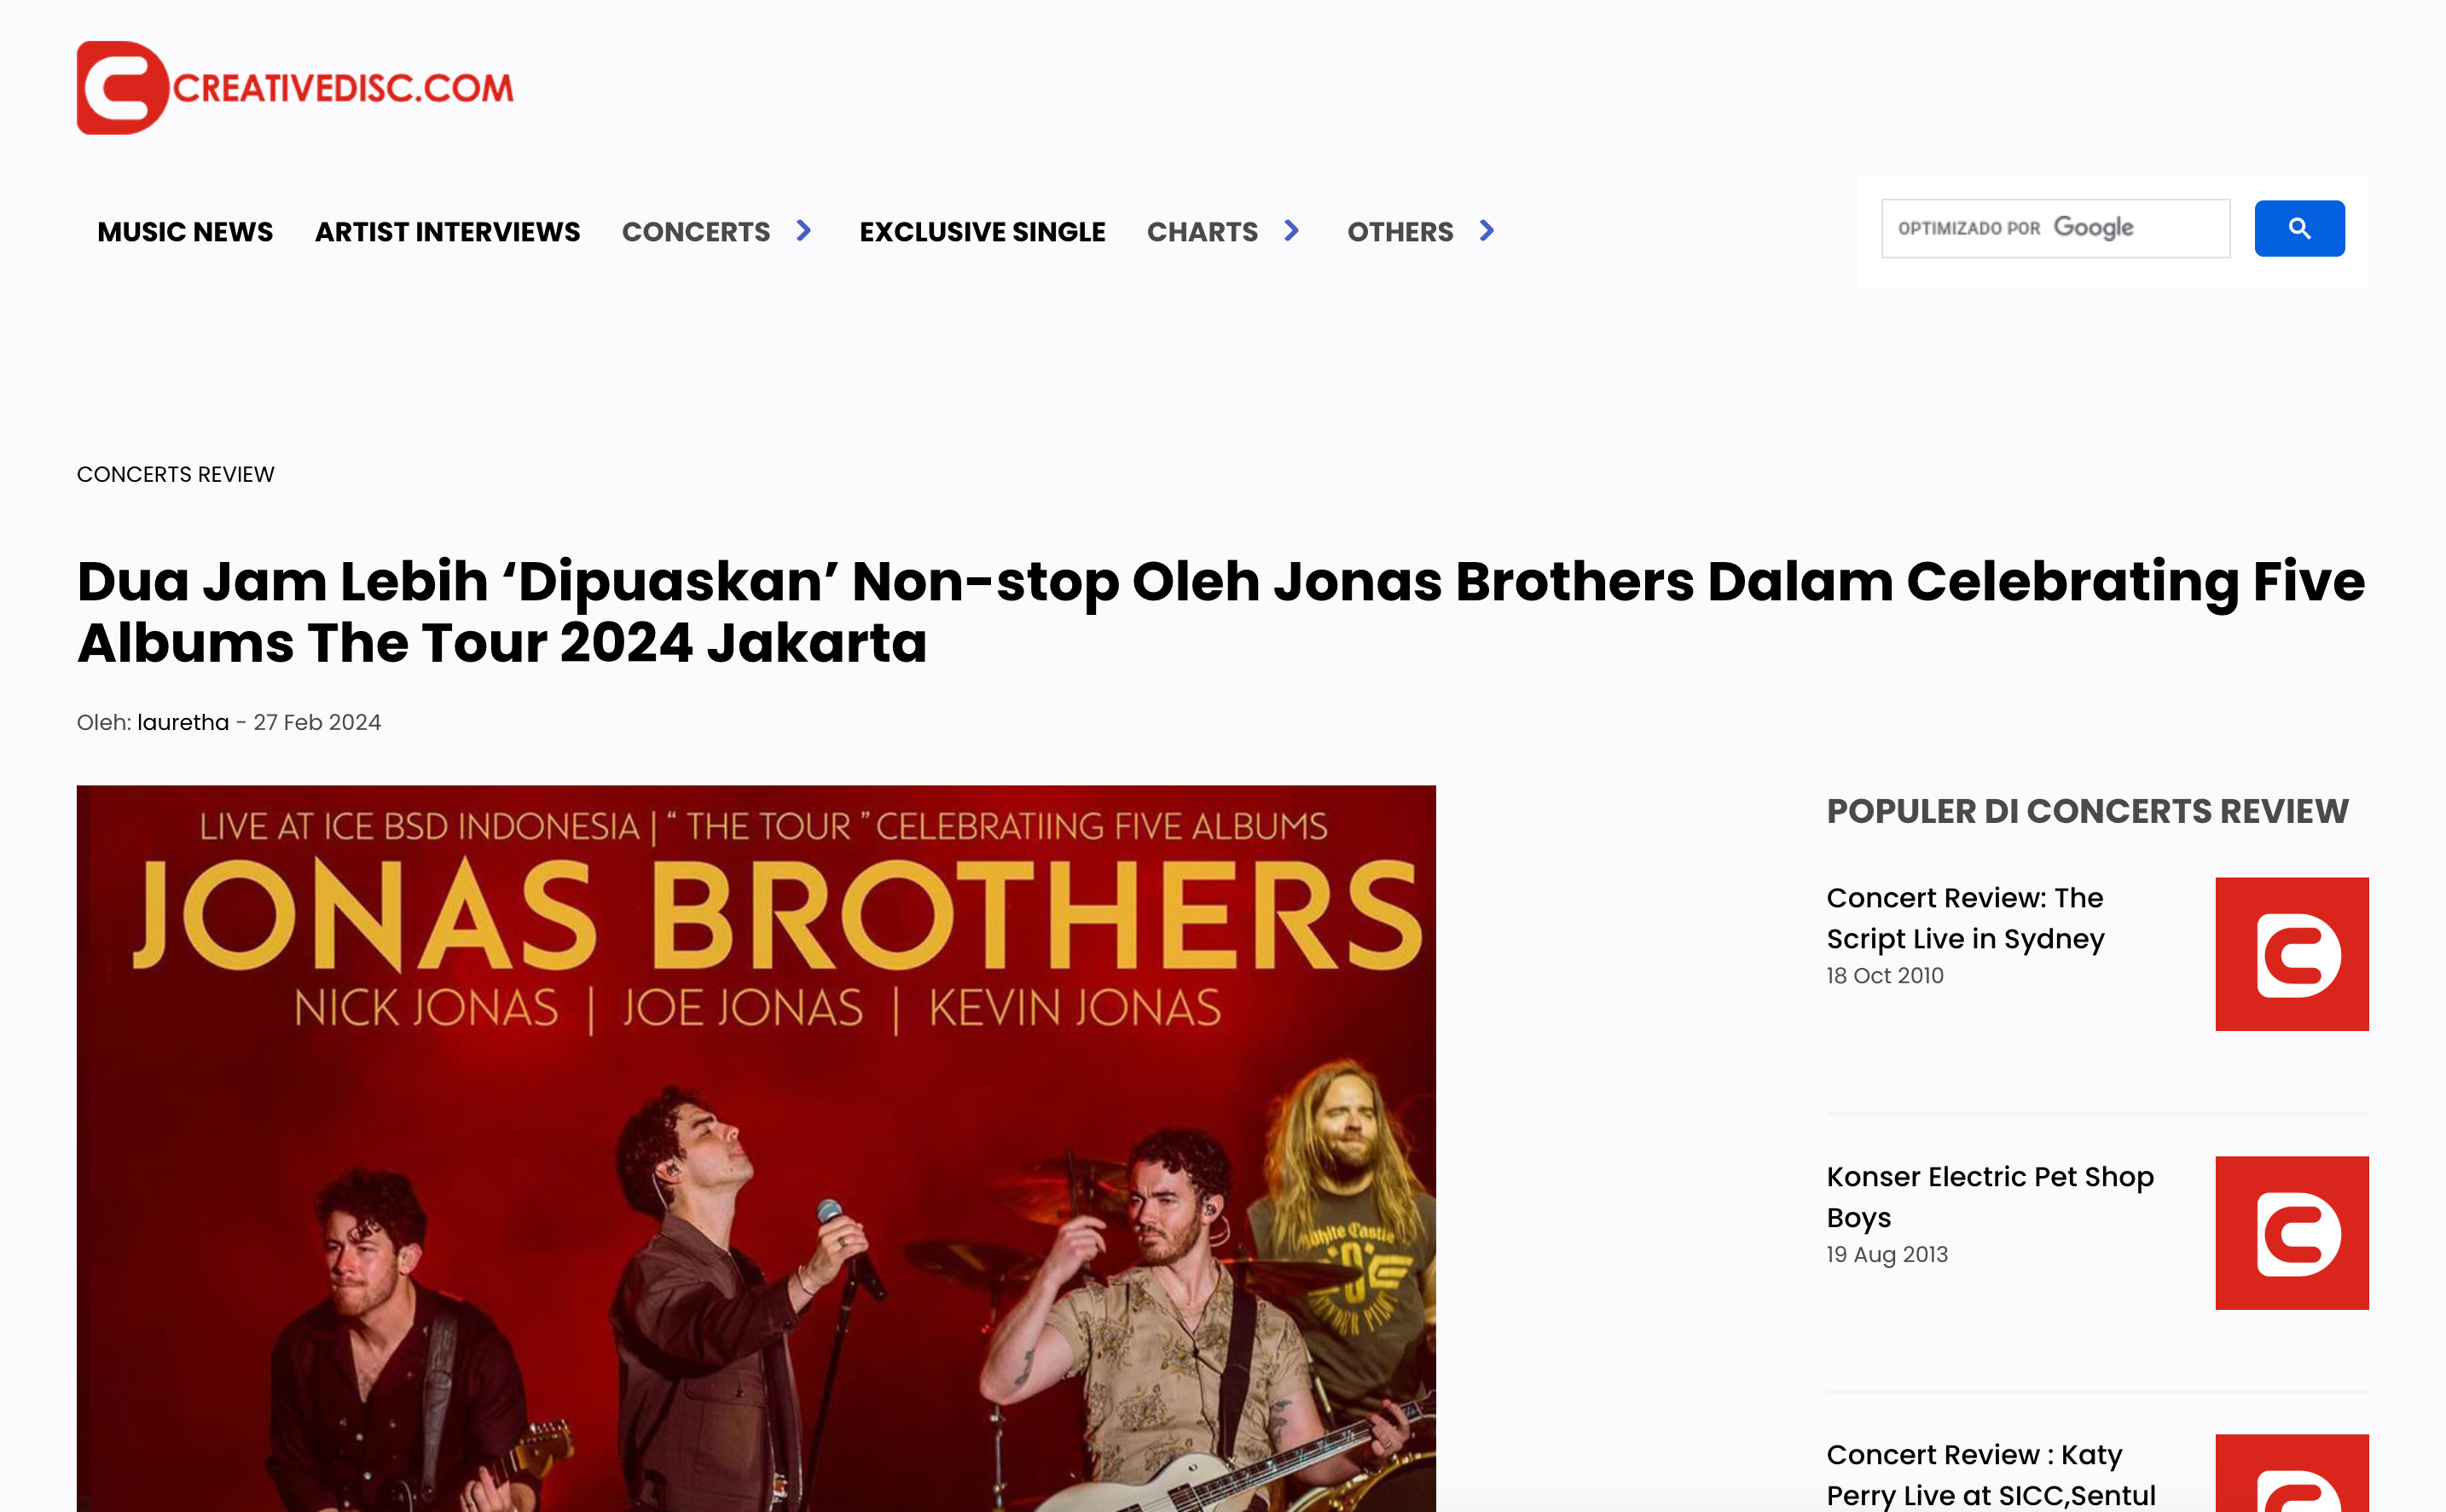 CREATIVEDISC.COM
MUSIC NEWS
ARTIST INTERVIEWS
CONCERTS
EXCLUSIVE SINGLE
CHARTS
OTHERS
OPTIMIZADO POR Google
CONCERTS REVIEW
Dua Jam Lebih ‘Dipuaskan’ Non-stop Oleh Jonas Brothers Dalam Celebrating Five
Albums The Tour 2024 Jakarta
Oleh: lauretha - 27 Feb 2024
LIVE AT ICE BSD INDONESIA | “ THE TOUR ” CELEBRATIING FIVE ALBUMS
JONAS BROTHERS
NICK JONAS | JOE JONAS | KEVIN JONAS
White Castle
POPULER DI CONCERTS REVIEW
Concert Review: The
Script Live in Sydney
18 Oct 2010
Konser Electric Pet Shop
Boys
19 Aug 2013
Concert Review : Katy
Perry Live at SICC,Sentul